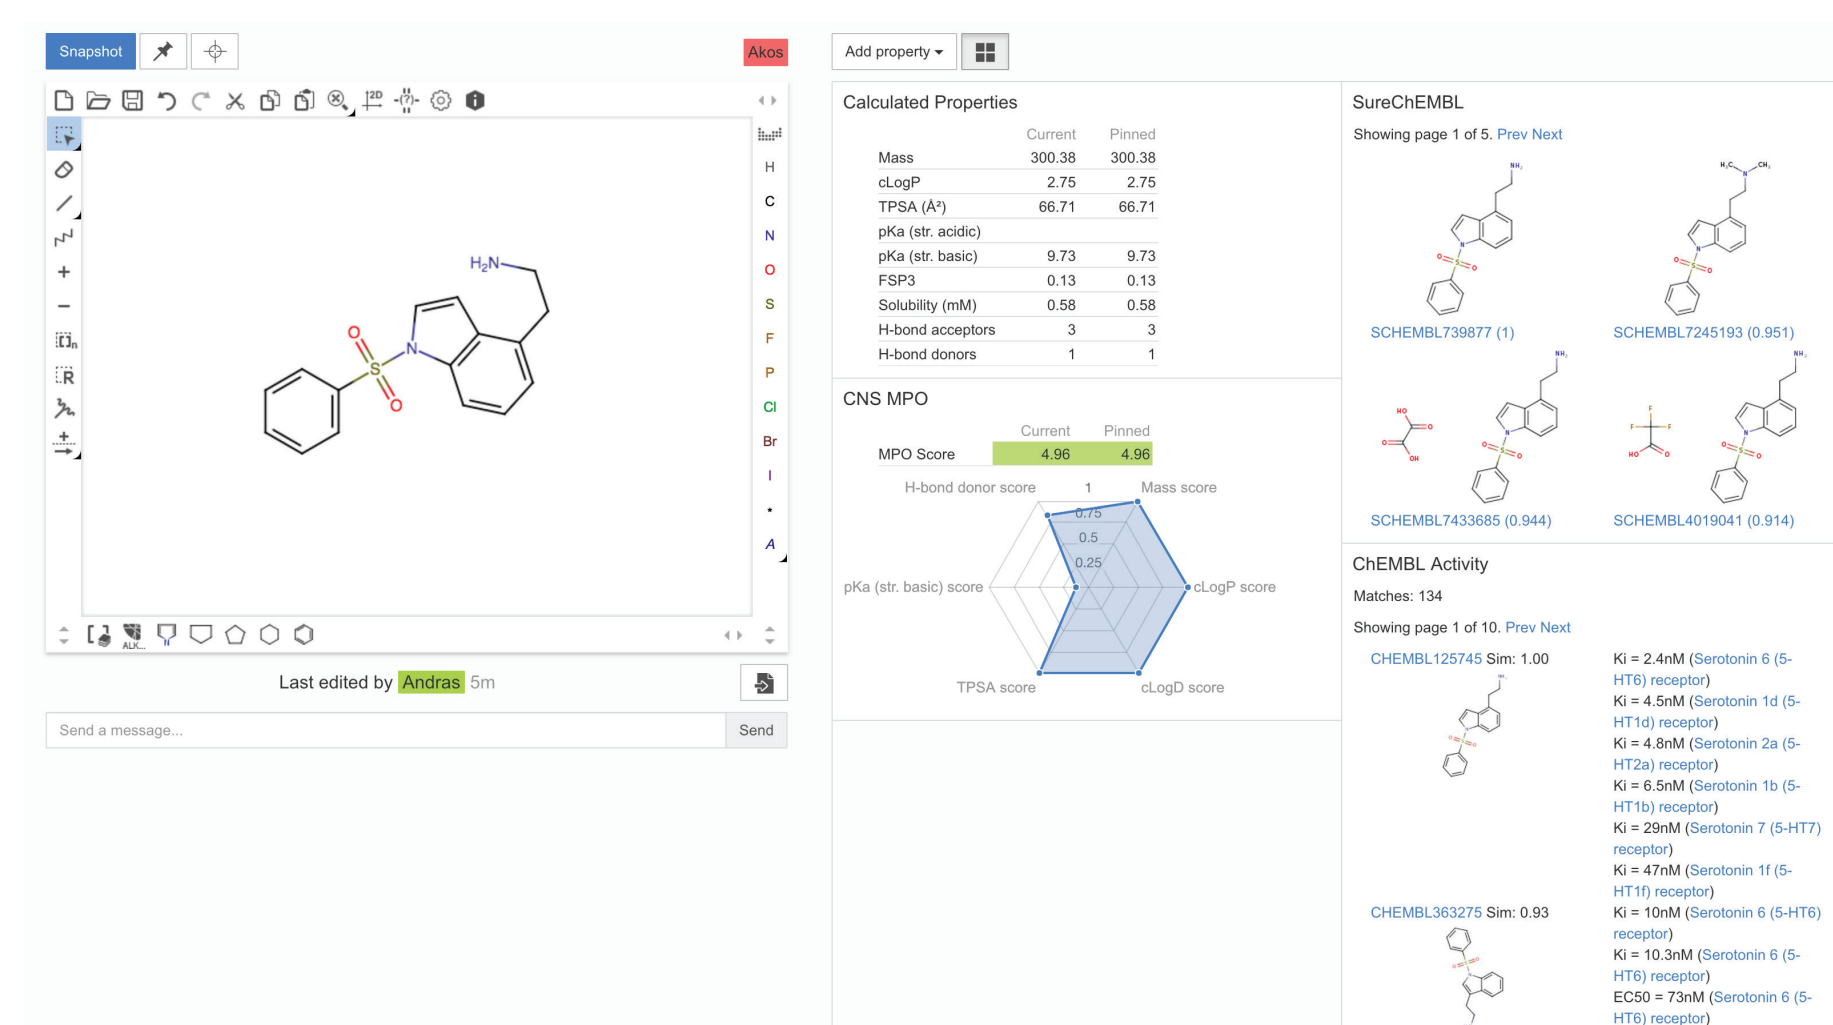 Snapshot
Akos
Add property
2D
H
C
N
O
S
F
P
Cl
Br
I
*
A
[[]]n
R
H₂N
N
S
O
O
ALK...
N
Last edited by Andras 5m
Send a message...
Send
Calculated Properties
Current Pinned
Mass 300.38 300.38
cLogP 2.75 2.75
TPSA (Å²) 66.71 66.71
pKa (str. acidic)
pKa (str. basic) 9.73 9.73
FSP3 0.13 0.13
Solubility (mM) 0.58 0.58
H-bond acceptors 3 3
H-bond donors 1 1
CNS MPO
Current Pinned
MPO Score 4.96 4.96
H-bond donor score 1 Mass score
0.75
0.5
0.25
pKa (str. basic) score cLogP score
TPSA score cLogD score
SureChEMBL
Showing page 1 of 5. Prev Next
NH₂
N
O
S
O
H₃C CH₃
N
N
O
S
O
SCHEMBL739877 (1) SCHEMBL7245193 (0.951)
NH₂
HO
O
O
OH
N
O
S
O
NH₂
F
F F
HO O
N
O
S
O
SCHEMBL7433685 (0.944) SCHEMBL4019041 (0.914)
ChEMBL Activity
Matches: 134
Showing page 1 of 10. Prev Next
CHEMBL125745 Sim: 1.00
Ki = 2.4nM (Serotonin 6 (5-
HT6) receptor)
Ki = 4.5nM (Serotonin 1d (5-
HT1d) receptor)
Ki = 4.8nM (Serotonin 2a (5-
HT2a) receptor)
Ki = 6.5nM (Serotonin 1b (5-
HT1b) receptor)
Ki = 29nM (Serotonin 7 (5-HT7)
receptor)
Ki = 47nM (Serotonin 1f (5-
HT1f) receptor)
CHEMBL363275 Sim: 0.93
Ki = 10nM (Serotonin 6 (5-HT6)
receptor)
Ki = 10.3nM (Serotonin 6 (5-
HT6) receptor)
EC50 = 73nM (Serotonin 6 (5-
HT6) receptor)